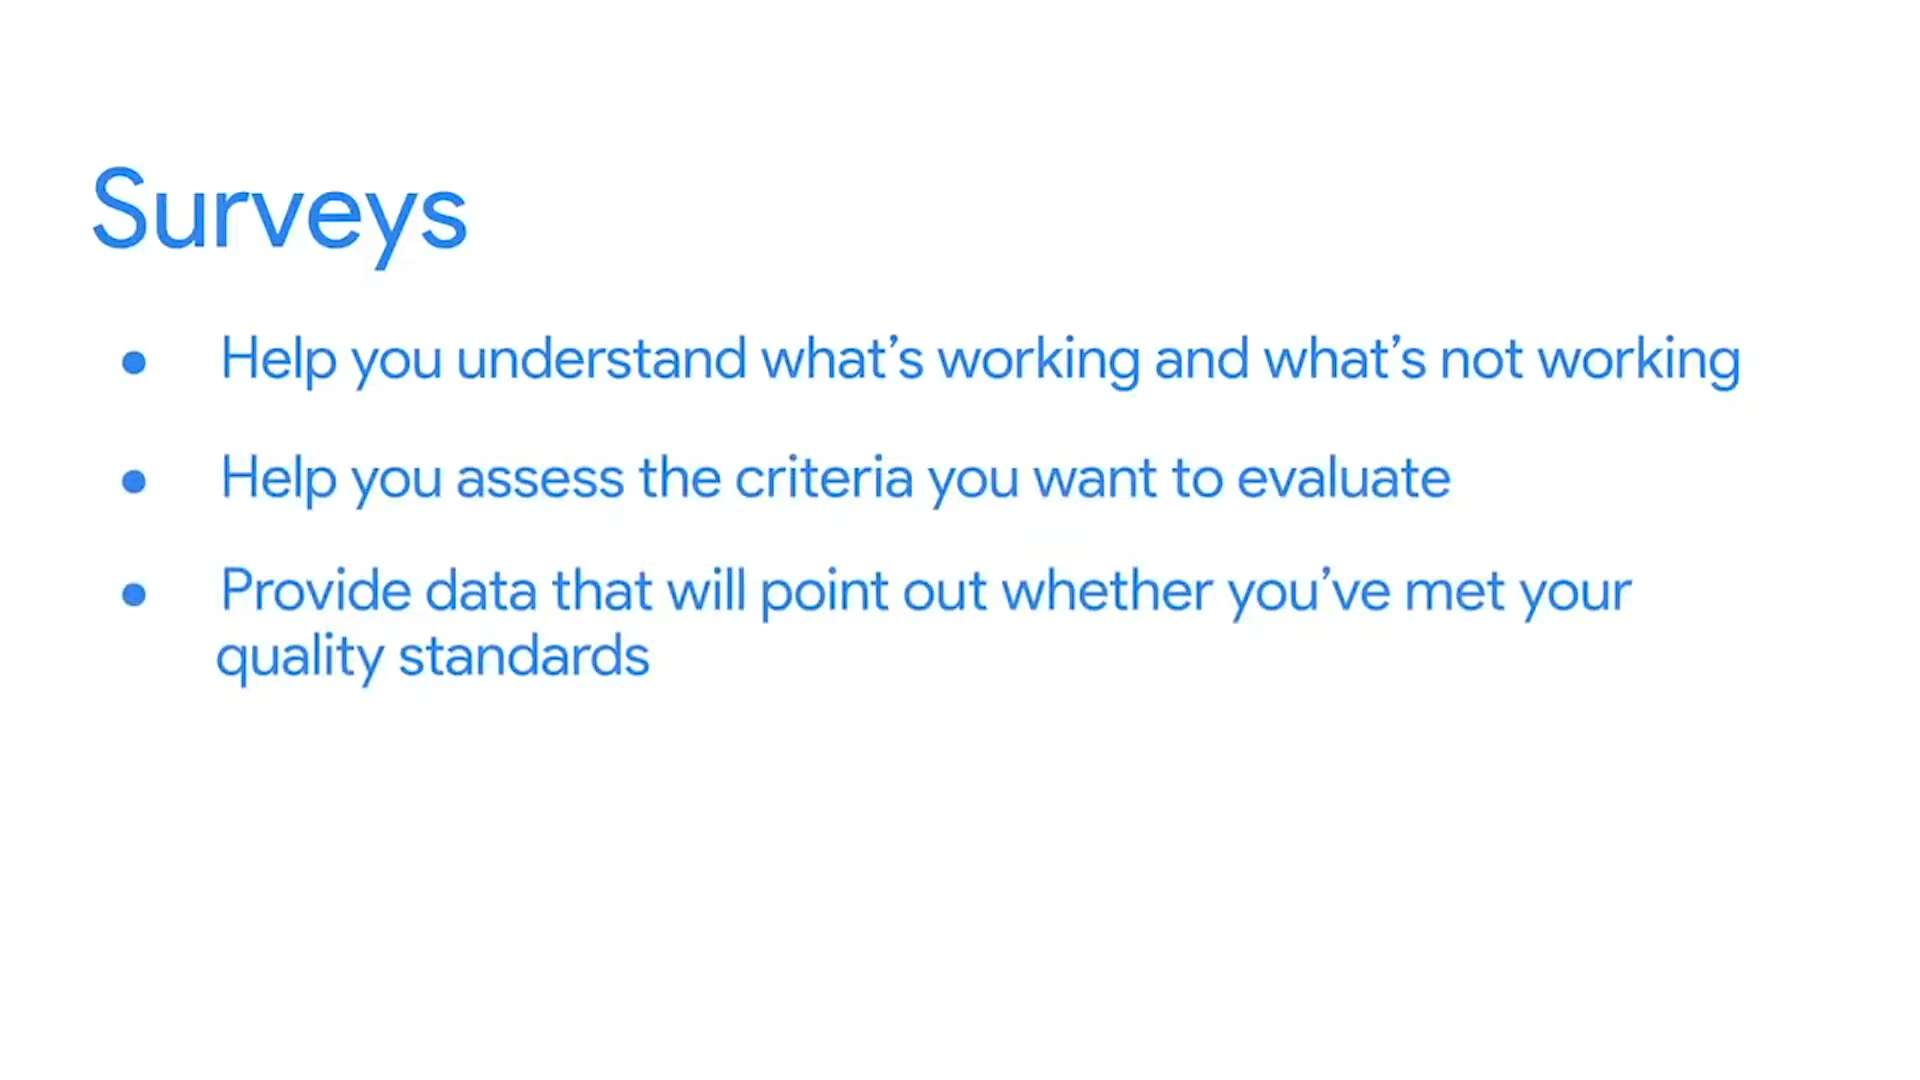 Surveys
● Help you understand what’s working and what’s not working
● Help you assess the criteria you want to evaluate
● Provide data that will point out whether you’ve met your
quality standards